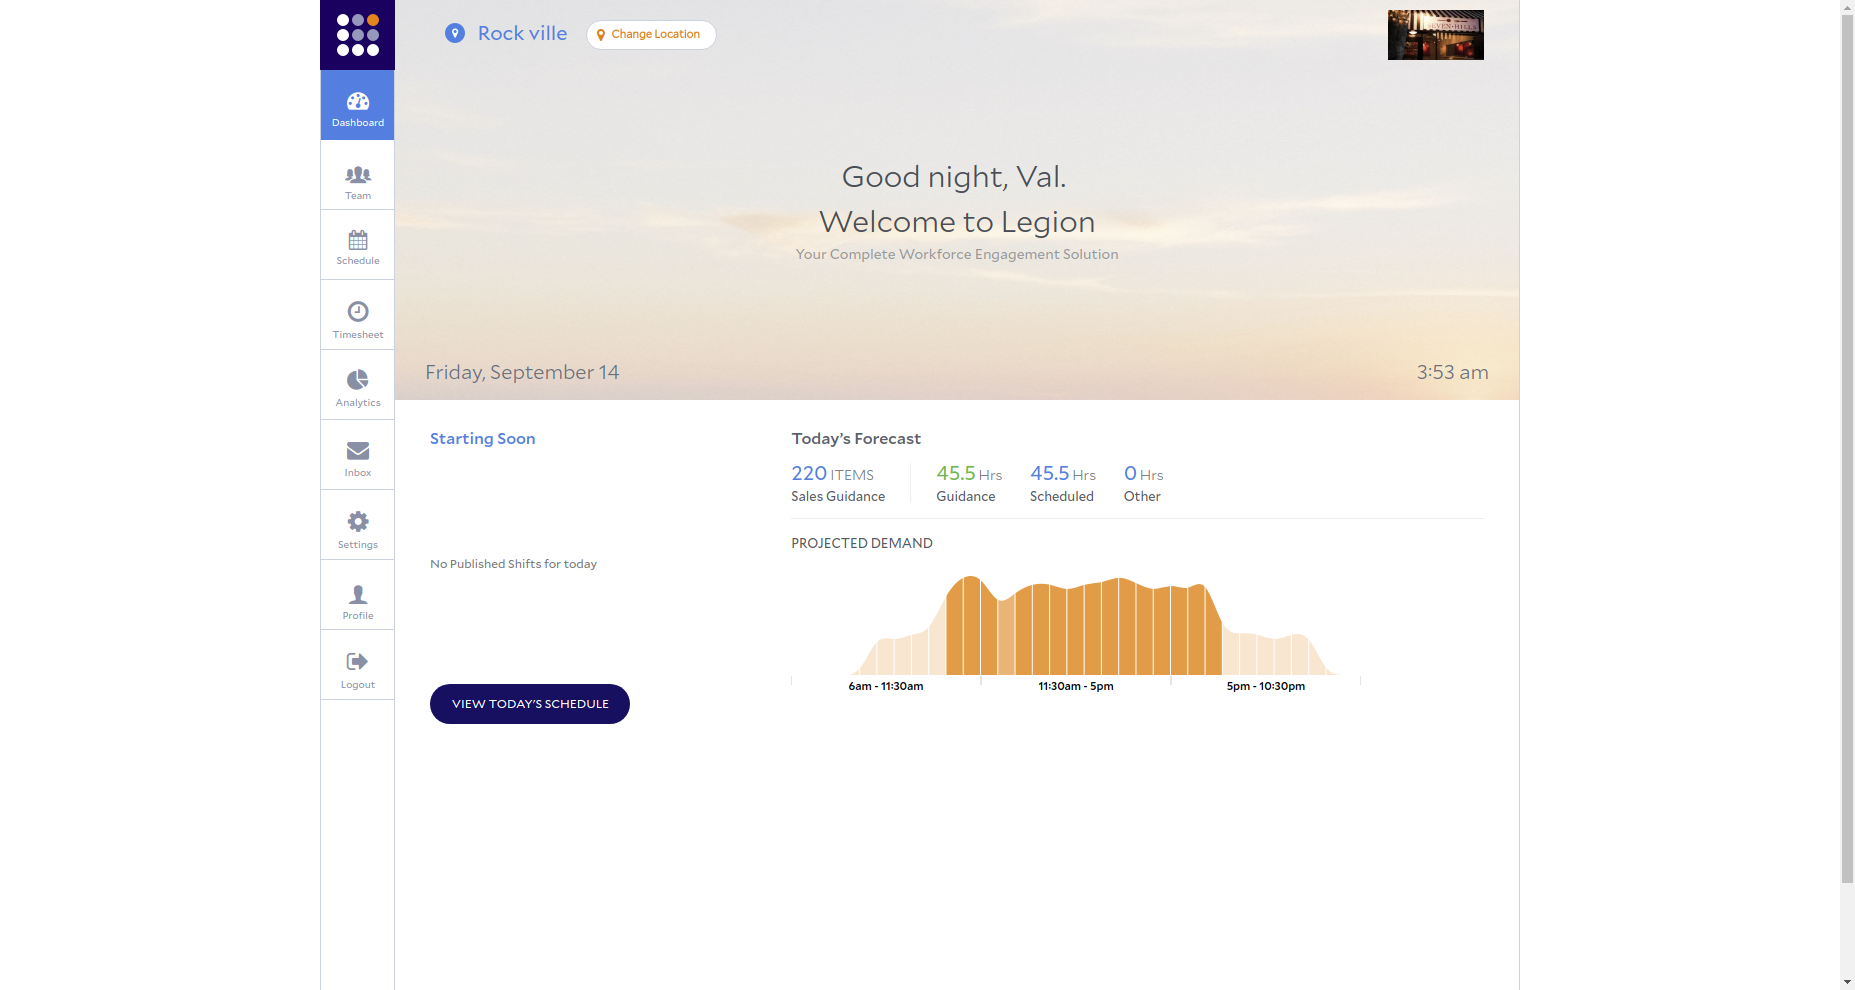 Rock ville
Change Location
SEVEN HILLS
Dashboard
Team
Schedule
Timesheet
Analytics
Inbox
Settings
Profile
Logout
Good night, Val.
Welcome to Legion
Your Complete Workforce Engagement Solution
Friday, September 14
3:53 am
Starting Soon
No Published Shifts for today
VIEW TODAY'S SCHEDULE
Today's Forecast
220 ITEMS 45.5 Hrs 45.5 Hrs 0 Hrs
Sales Guidance Guidance Scheduled Other
PROJECTED DEMAND
6am - 11:30am 11:30am - 5pm 5pm - 10:30pm